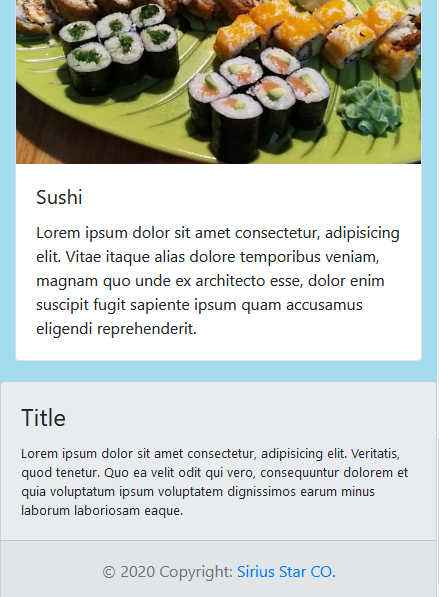 Sushi
Lorem ipsum dolor sit amet consectetur, adipisicing
elit. Vitae itaque alias dolore temporibus veniam,
magnam quo unde ex architecto esse, dolor enim
suscipit fugit sapiente ipsum quam accusamus
eligendi reprehenderit.
Title
Lorem ipsum dolor sit amet consectetur, adipisicing elit. Veritatis,
quod tenetur. Quo ea velit odit qui vero, consequuntur dolorem et
quia voluptatum ipsum voluptatem dignissimos earum minus
laborum laboriosam eaque.
© 2020 Copyright: Sirius Star CO.